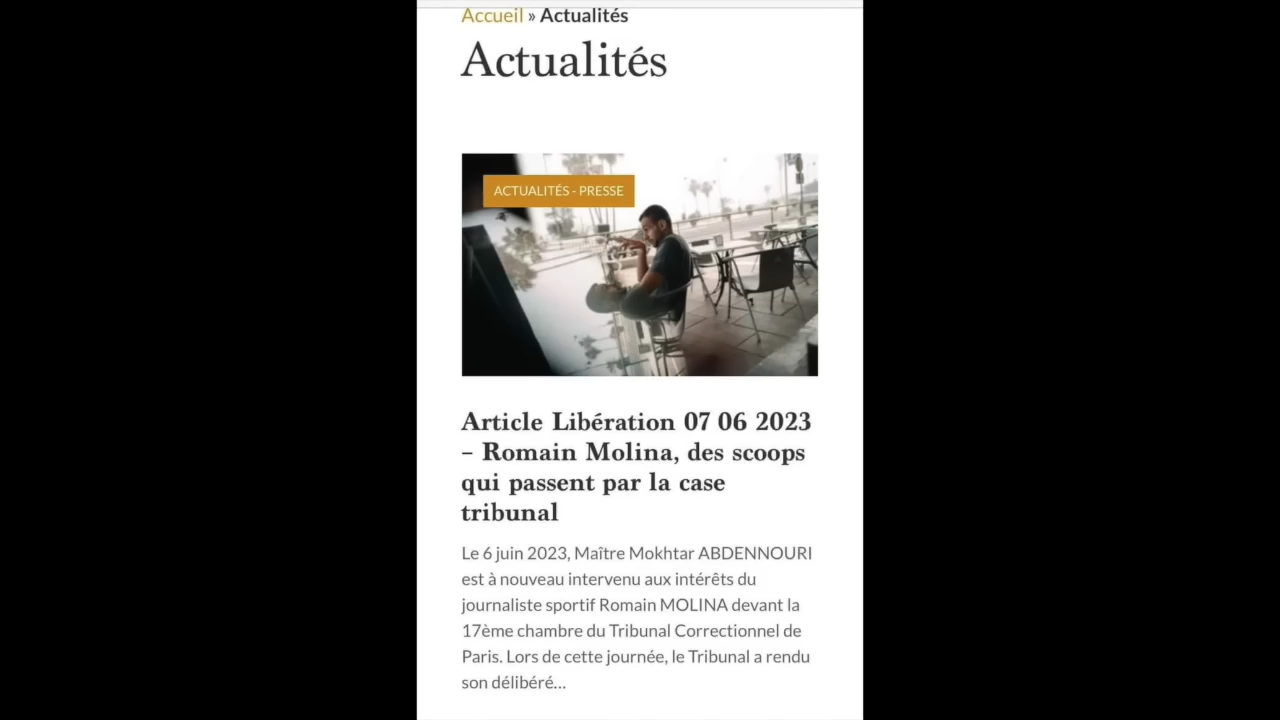 Accueil » Actualités
Actualités
ACTUALITÉS - PRESSE
Article Libération 07 06 2023
– Romain Molina, des scoops
qui passent par la case
tribunal
Le 6 juin 2023, Maître Mokhtar ABDENNOURI
est à nouveau intervenu aux intérêts du
journaliste sportif Romain MOLINA devant la
17ème chambre du Tribunal Correctionnel de
Paris. Lors de cette journée, le Tribunal a rendu
son délibéré...